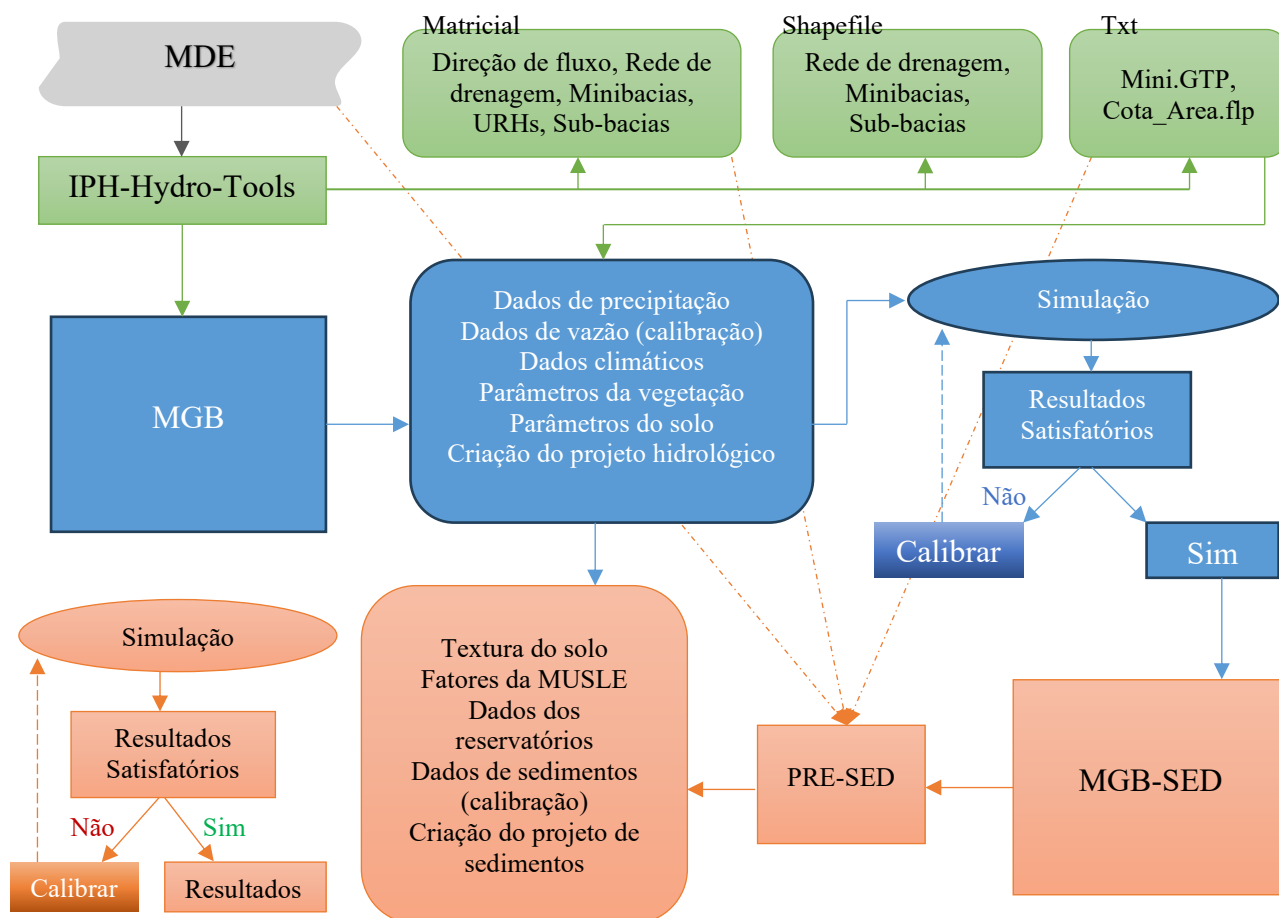 Matricial
Shapefile
Txt
MDE
Direção de fluxo, Rede de
drenagem, Minibacias,
URHs, Sub-bacias
Rede de drenagem,
Minibacias,
Sub-bacias
Mini.GTP,
Cota_Area.flp
IPH-Hydro-Tools
MGB
Dados de precipitação
Dados de vazão (calibração)
Dados climáticos
Parâmetros da vegetação
Parâmetros do solo
Criação do projeto hidrológico
Simulação
Resultados
Satisfatórios
Não
Calibrar
Sim
Simulação
Resultados
Satisfatórios
Não
Sim
Calibrar
Resultados
Textura do solo
Fatores da MUSLE
Dados dos
reservatórios
Dados de sedimentos
(calibração)
Criação do projeto de
sedimentos
PRE-SED
MGB-SED